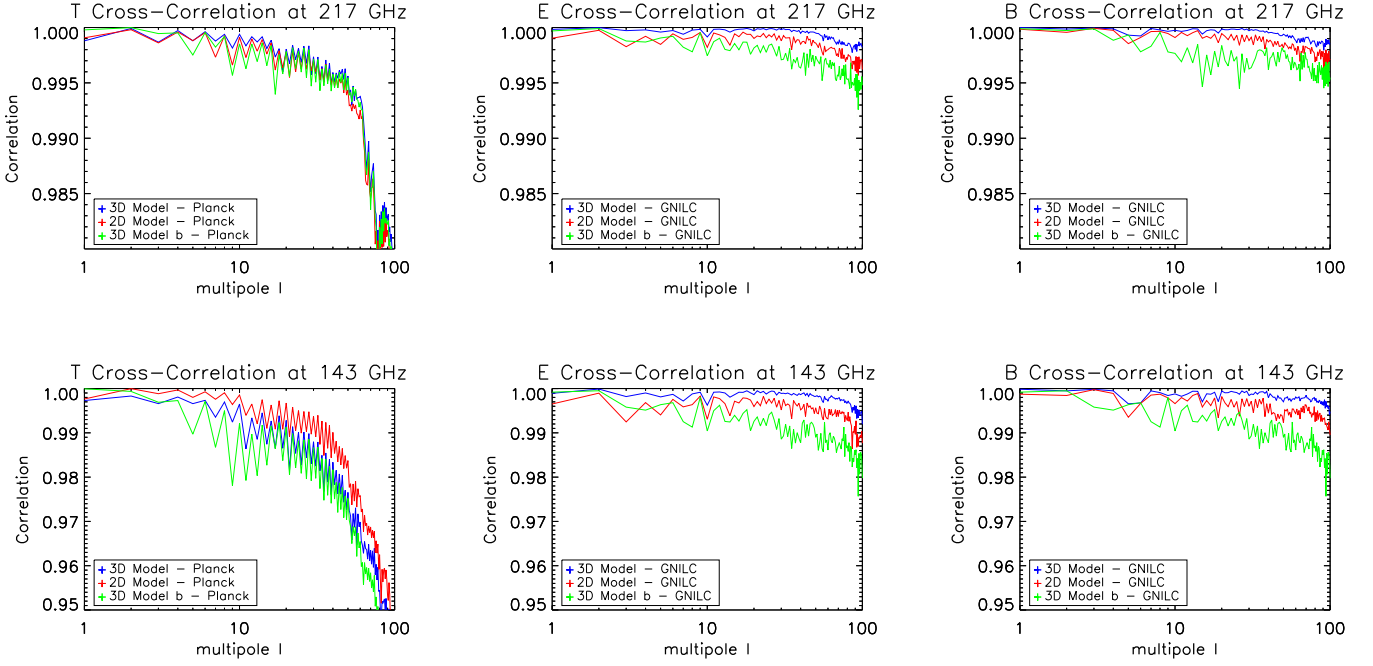 T Cross-Correlation at 217 GHz
1.000
0.995
0.990
0.985
Correlation
3D Model - Planck
2D Model - Planck
3D Model b - Planck
1 10 100
multipole l
E Cross-Correlation at 217 GHz
1.000
0.995
0.990
0.985
Correlation
3D Model - GNILC
2D Model - GNILC
3D Model b - GNILC
1 10 100
multipole l
B Cross-Correlation at 217 GHz
1.000
0.995
0.990
0.985
Correlation
3D Model - GNILC
2D Model - GNILC
3D Model b - GNILC
1 10 100
multipole l
T Cross-Correlation at 143 GHz
1.00
0.99
0.98
0.97
0.96
0.95
Correlation
3D Model - Planck
2D Model - Planck
3D Model b - Planck
1 10 100
multipole l
E Cross-Correlation at 143 GHz
1.00
0.99
0.98
0.97
0.96
0.95
Correlation
3D Model - GNILC
2D Model - GNILC
3D Model b - GNILC
1 10 100
multipole l
B Cross-Correlation at 143 GHz
1.00
0.99
0.98
0.97
0.96
0.95
Correlation
3D Model - GNILC
2D Model - GNILC
3D Model b - GNILC
1 10 100
multipole l